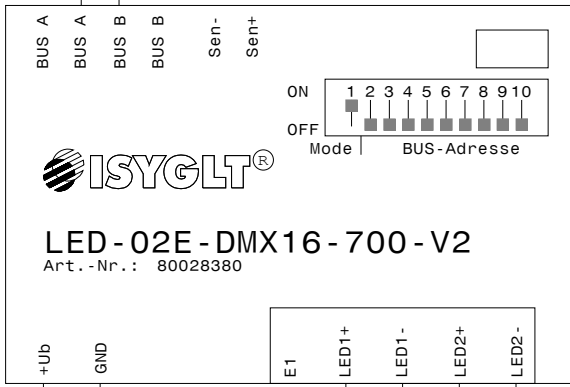 BUS A BUS A BUS B BUS B Sen- Sen+
ON 1 2 3 4 5 6 7 8 9 10
OFF
Mode BUS-Adresse
ISYGLT®
LED-02E-DMX16-700-V2
Art.-Nr.: 80028380
+Ub GND E1 LED1+ LED1- LED2+ LED2-